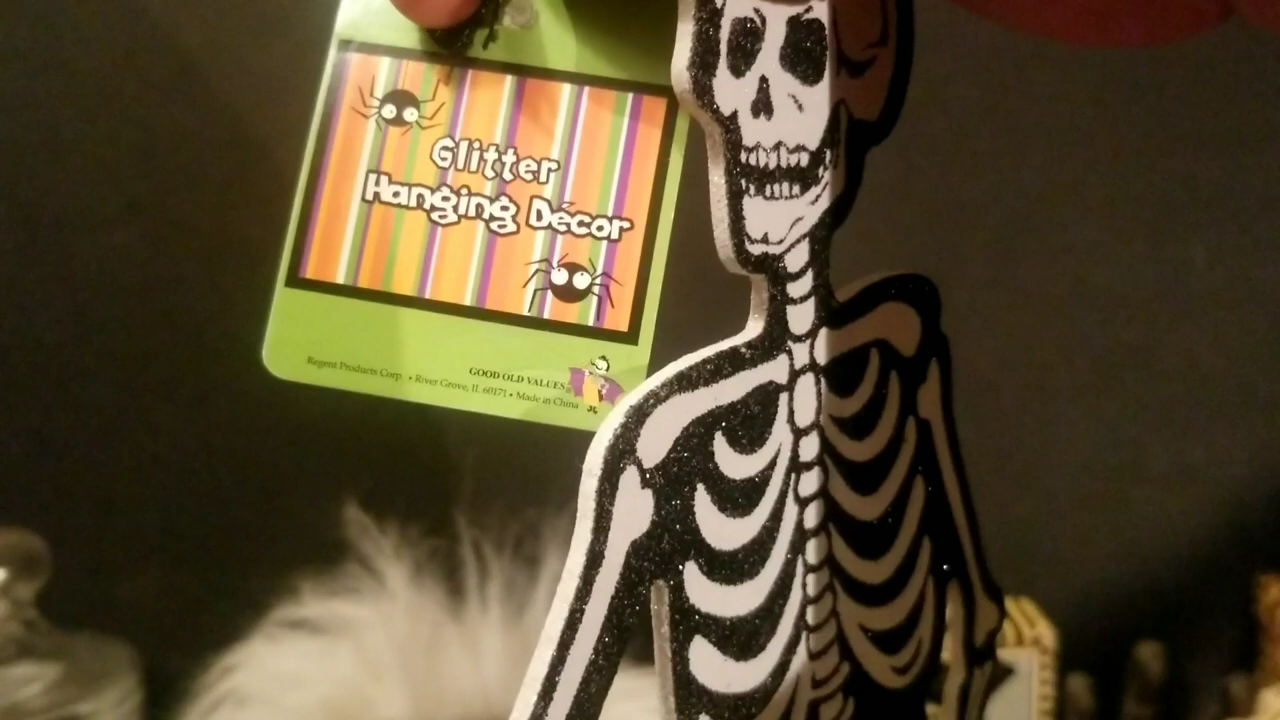 Glitter
Hanging Décor
GOOD OLD VALUES
Regent Products Corp. • River Grove, IL 60171 • Made in China